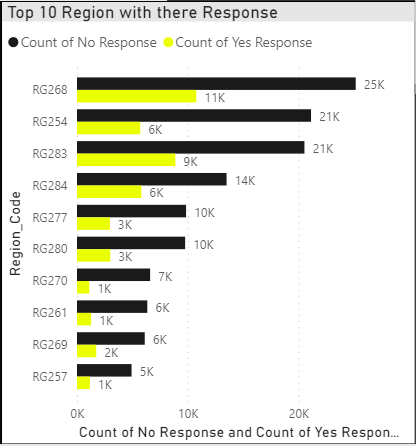 Top 10 Region with there Response
Count of No Response Count of Yes Response
Region_Code
RG268 25K
11K
RG254 21K
6K
RG283 21K
9K
RG284 14K
6K
RG277 10K
3K
RG280 10K
3K
RG270 7K
1K
RG261 6K
1K
RG269 6K
2K
RG257 5K
1K
0K 10K 20K
Count of No Response and Count of Yes Respon...